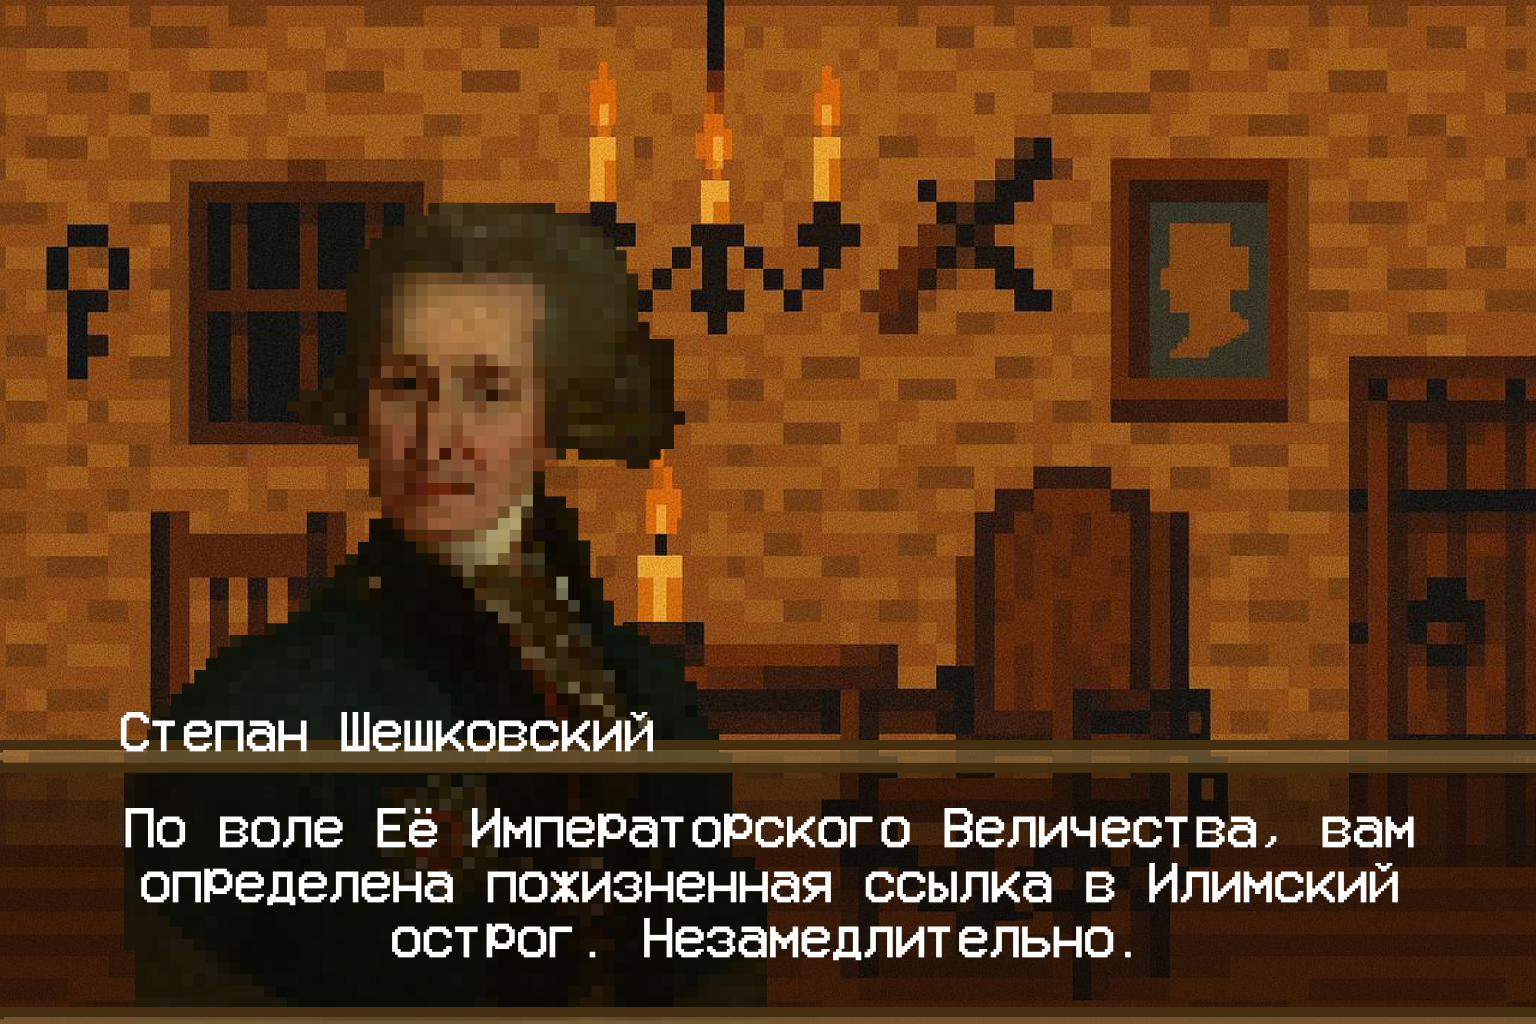 Степан Шешковский
По воле Её Императорского Величества, вам
определена пожизненная ссылка в Илимский
острог. Незамедлительно.